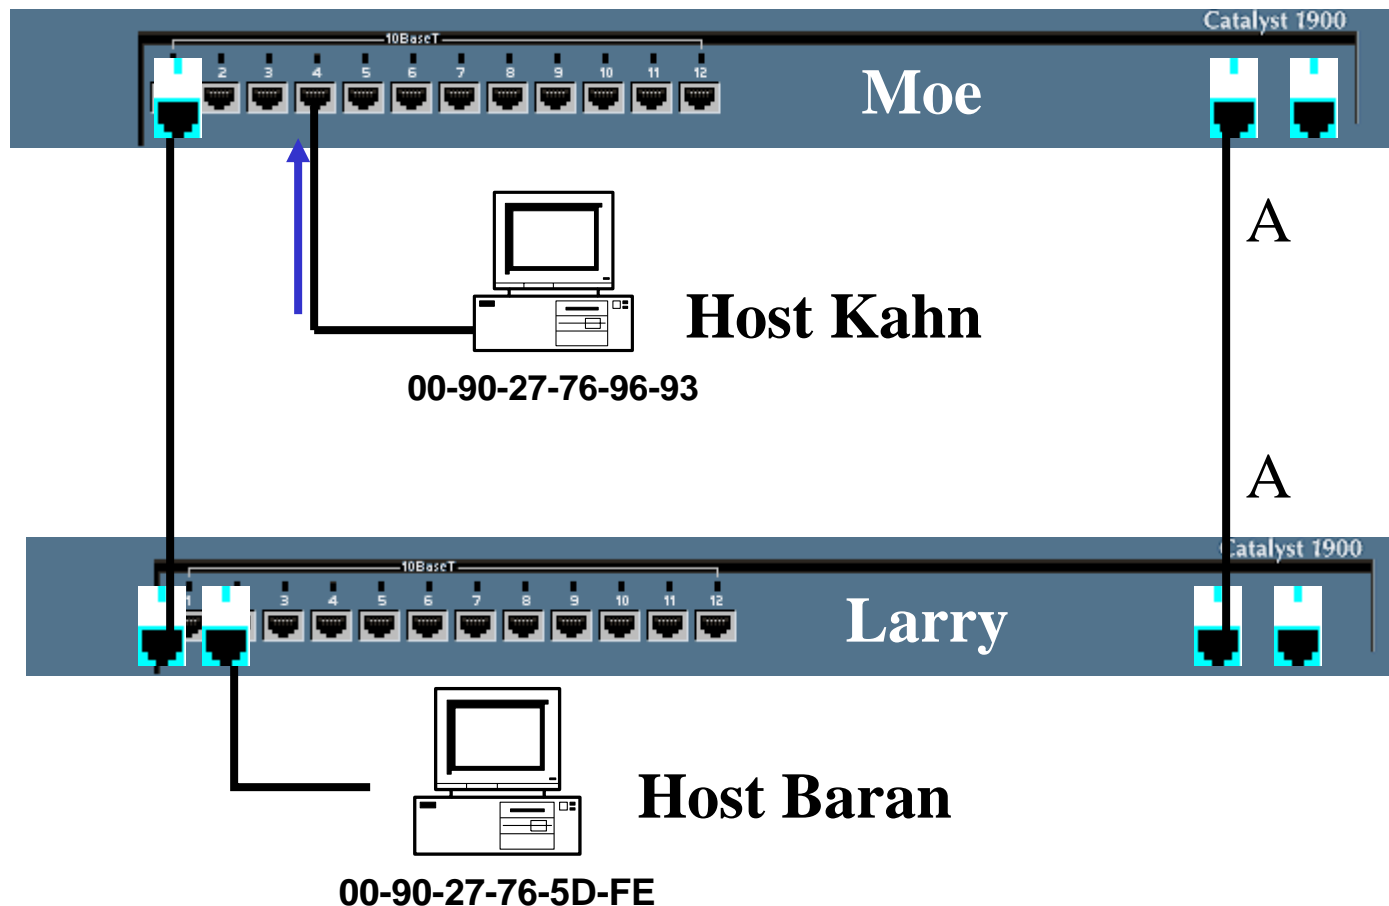 Catalyst 1900
10BaseT
2 3 4 5 6 7 8 9 10 11 12
Moe
A
Host Kahn
00-90-27-76-96-93
A
Catalyst 1900
10BaseT
1 3 4 5 6 7 8 9 10 11 12
Larry
Host Baran
00-90-27-76-5D-FE